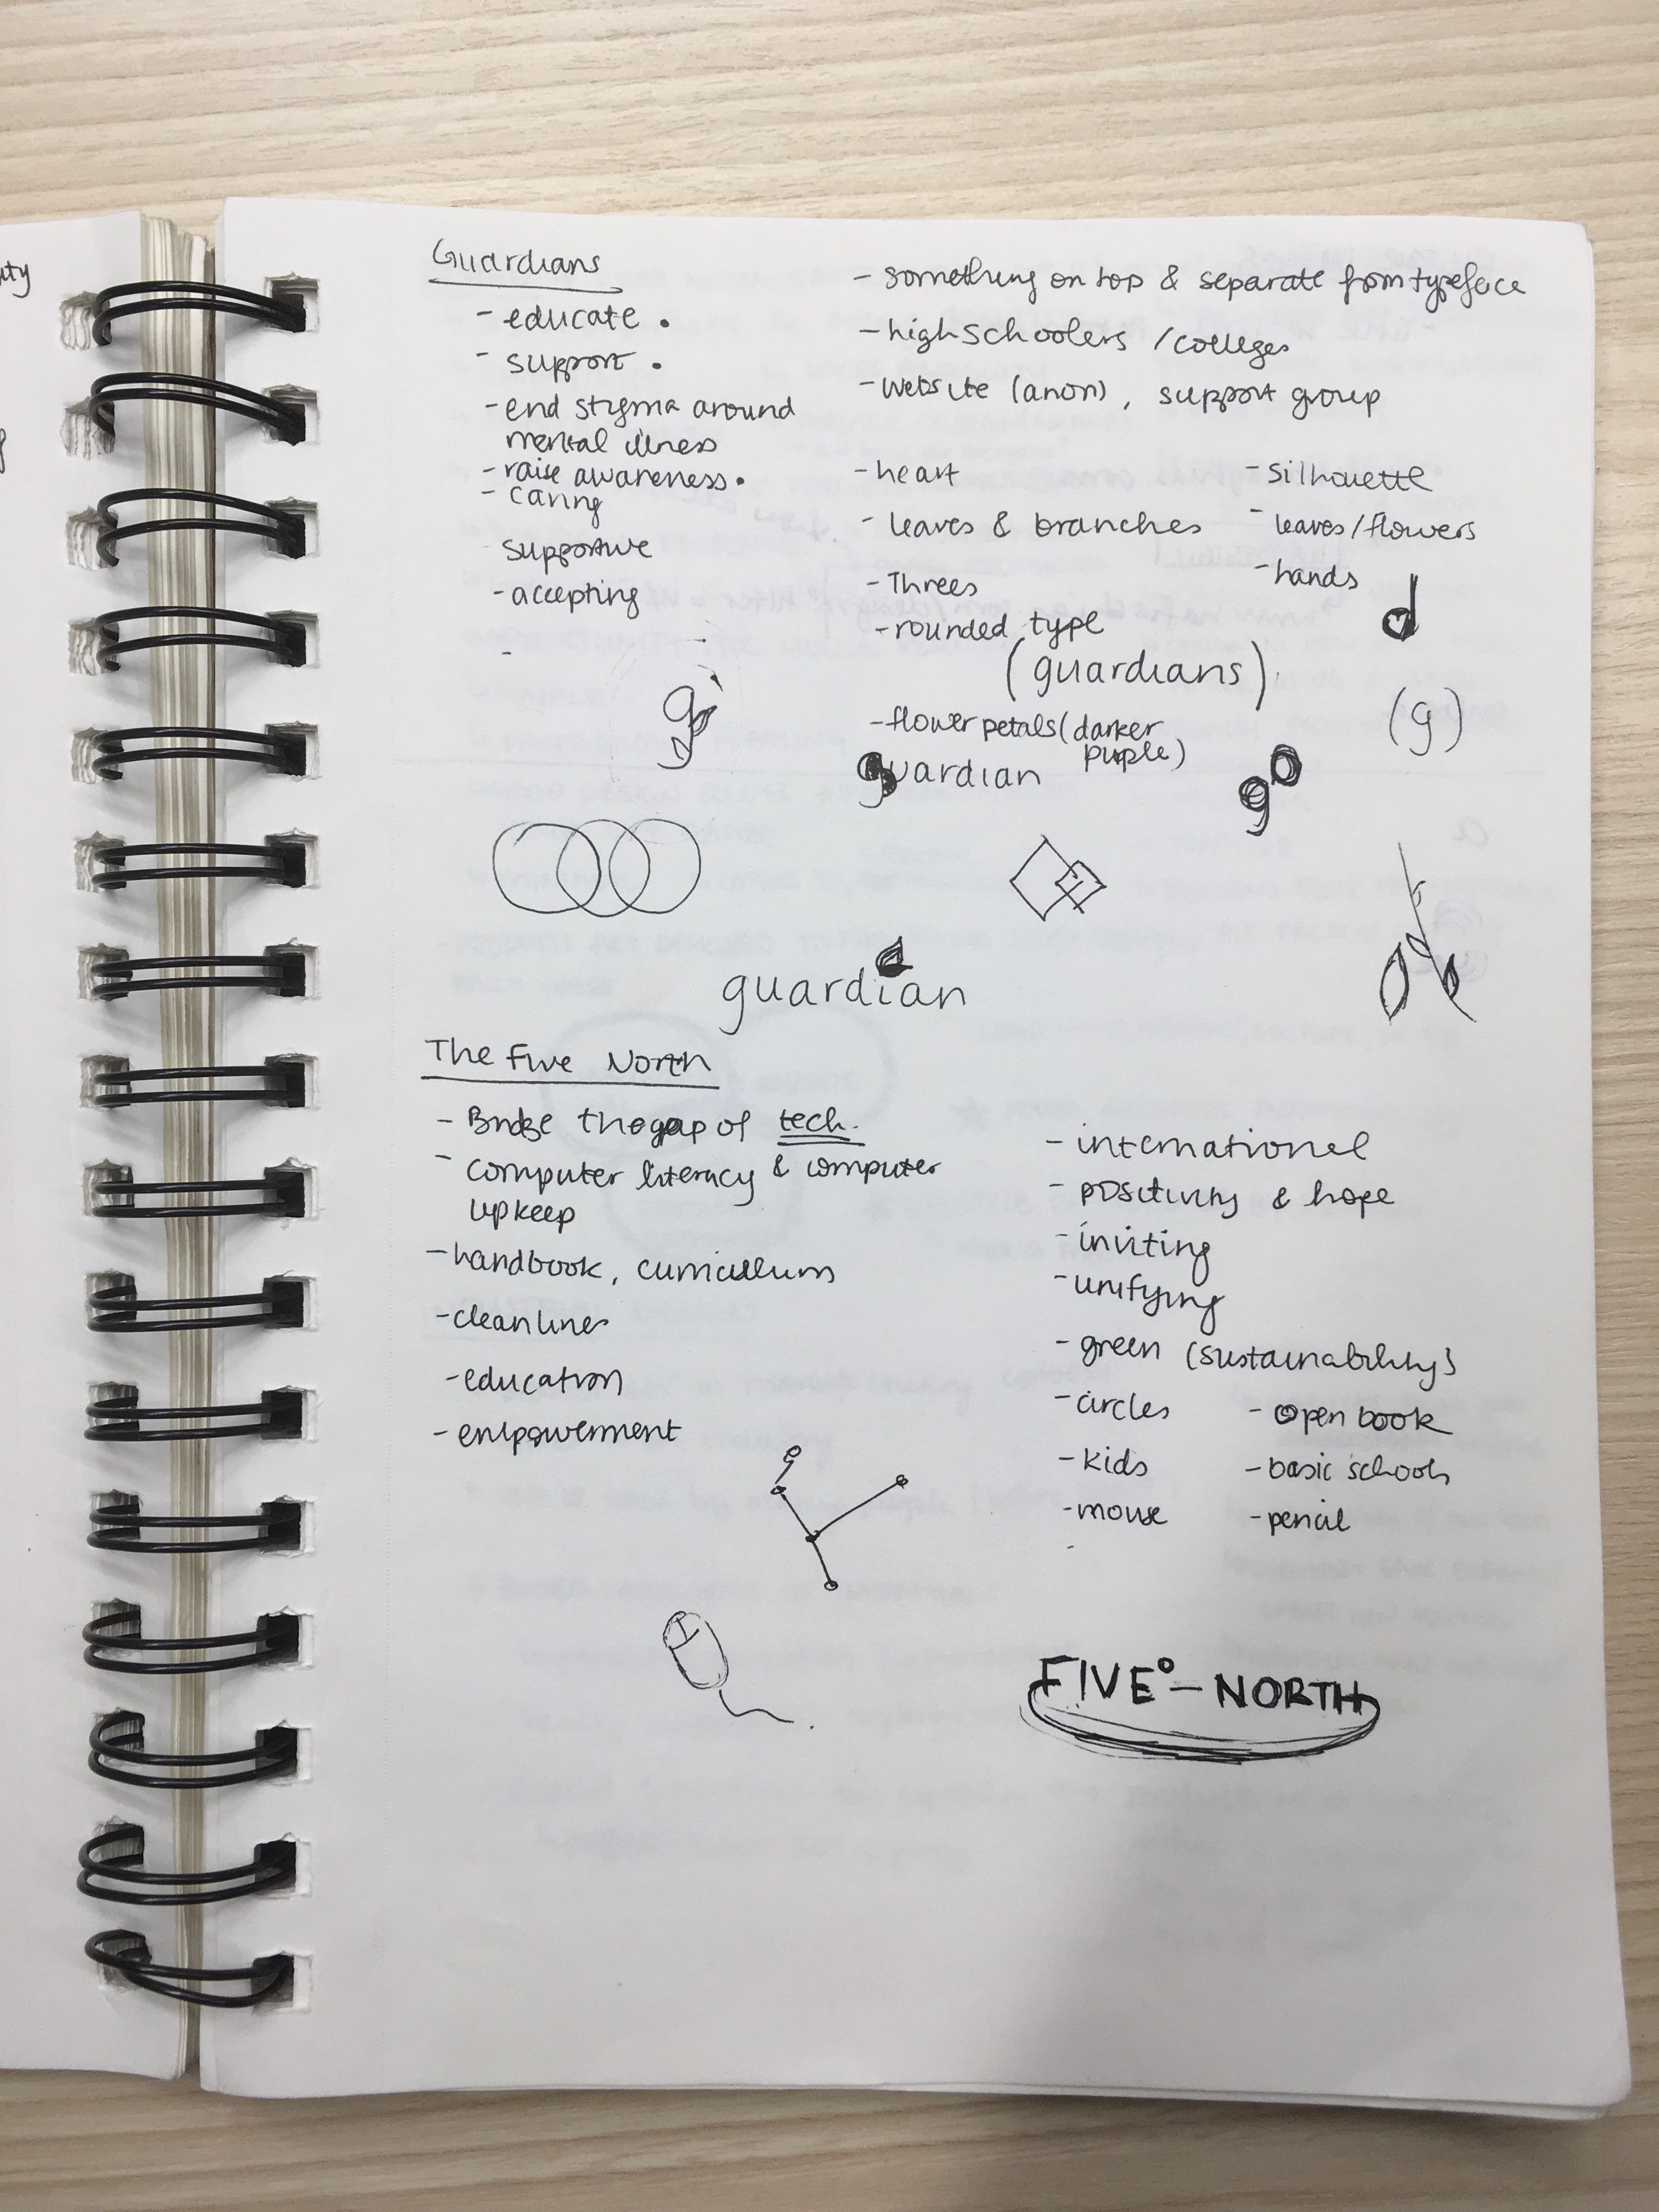 Guardians
- educate .
- support .
- end stigma around
mental illness
- raise awareness.
- caring
supportive
- accepting
-
- something on top & separate from typeface
- highschoolers / colleges
- website (anon), support group
- heart
- leaves & branches
- Threes
- rounded type
(guardians)
- flower petals (darker
purple)
- silhouette
- leaves/flowers
- hands
d
g
(g)
guardian
g
guardian
The Five North
- Bridge the gap of tech.
- computer literacy & computer
upkeep
- handbook, curriculum
- clean lines
- education
- empowerment
- international
- positivity & hope
- inviting
- unifying
- green (sustainability)
- circles
- kids
- mouse
- open book
- basic schools
- pencil
FIVE° - NORTH